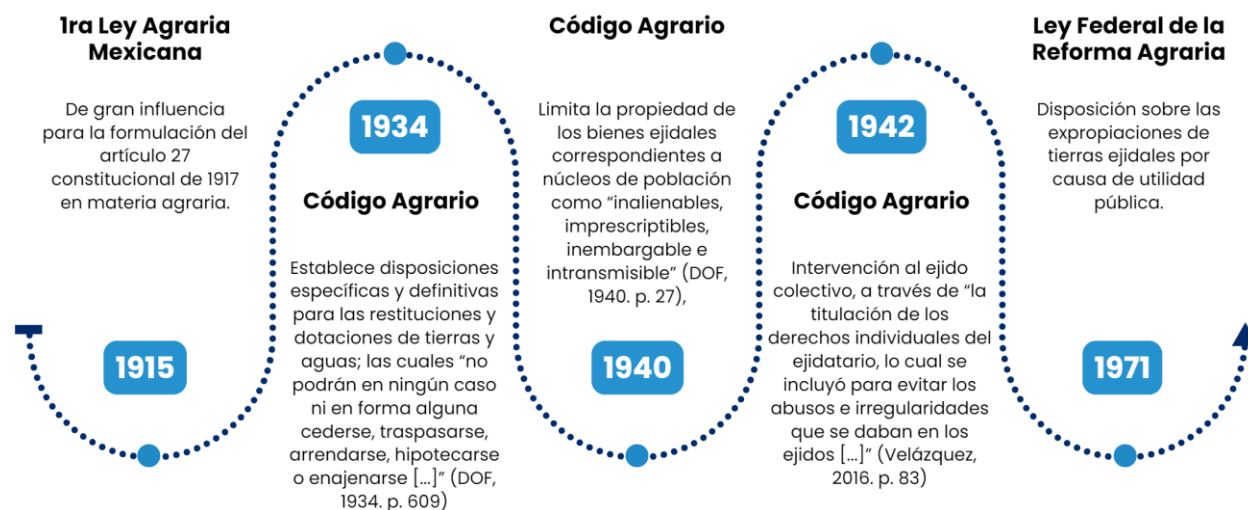 1ra Ley Agraria
Mexicana
De gran influencia
para la formulación del
artículo 27
constitucional de 1917
en materia agraria.
1915
1934
Código Agrario
Establece disposiciones
específicas y definitivas
para las restituciones y
dotaciones de tierras y
aguas; las cuales “no
podrán en ningún caso
ni en forma alguna
cederse, traspasarse,
arrendarse, hipotecarse
o enajenarse [...]” (DOF,
1934. p. 609)
Código Agrario
Limita la propiedad de
los bienes ejidales
correspondientes a
núcleos de población
como “inalienables,
imprescriptibles,
inembargable e
intransmisible” (DOF,
1940. p. 27),
1940
1942
Código Agrario
Intervención al ejido
colectivo, a través de “la
titulación de los
derechos individuales del
ejidatario, lo cual se
incluyó para evitar los
abusos e irregularidades
que se daban en los
ejidos [...]” (Velázquez,
2016. p. 83)
Ley Federal de la
Reforma Agraria
Disposición sobre las
expropiaciones de
tierras ejidales por
causa de utilidad
pública.
1971